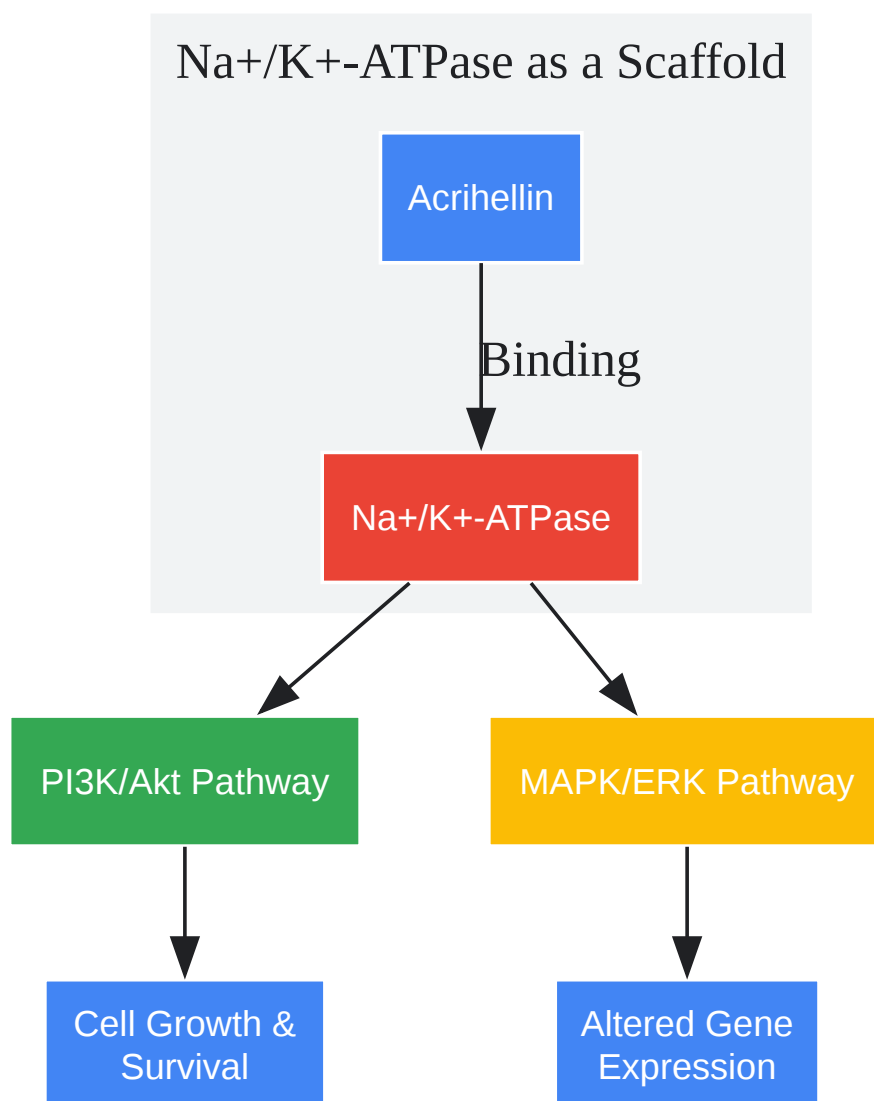 Na+/K+-ATPase as a Scaffold
Acrihellin
Binding
Na+/K+-ATPase
PI3K/Akt Pathway
MAPK/ERK Pathway
Cell Growth &
Survival
Altered Gene
Expression